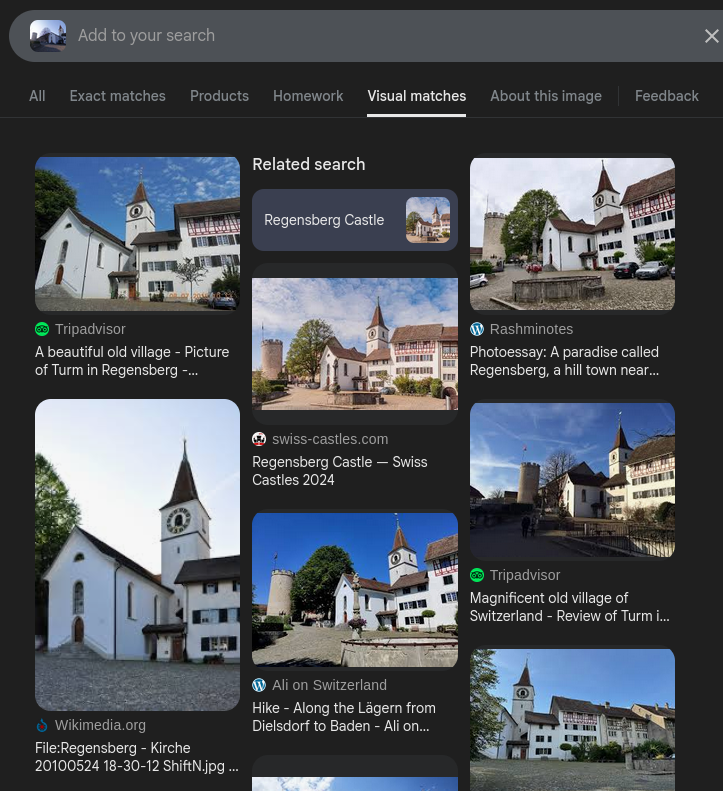 Add to your search
All Exact matches Products Homework Visual matches About this image Feedback
Tripadvisor
A beautiful old village - Picture
of Turm in Regensberg -...
Wikimedia.org
File:Regensberg - Kirche
20100524 18-30-12 ShiftN.jpg ...
Related search
Regensberg Castle
swiss-castles.com
Regensberg Castle — Swiss
Castles 2024
Ali on Switzerland
Hike - Along the Lägern from
Dielsdorf to Baden - Ali on...
Rashminotes
Photoessay: A paradise called
Regensberg, a hill town near...
Tripadvisor
Magnificent old village of
Switzerland - Review of Turm i...